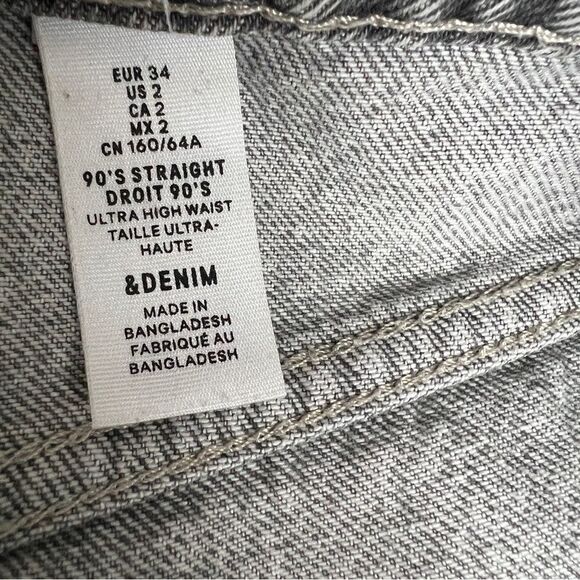 EUR 34
US 2
CA 2
MX 2
CN 160/64A
90'S STRAIGHT
DROIT 90'S
ULTRA HIGH WAIST
TAILLE ULTRA-
HAUTE
&DENIM
MADE IN
BANGLADESH
FABRIQUÉ AU
BANGLADESH